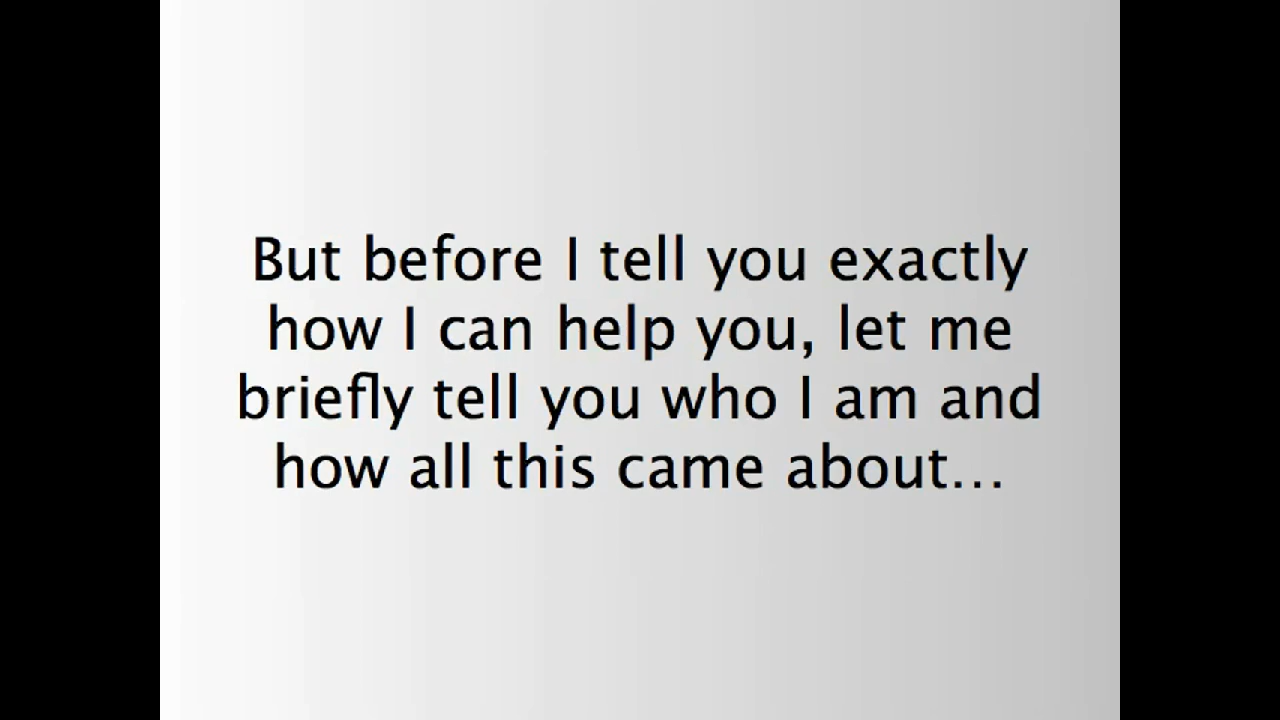 But before I tell you exactly
how I can help you, let me
briefly tell you who I am and
how all this came about…